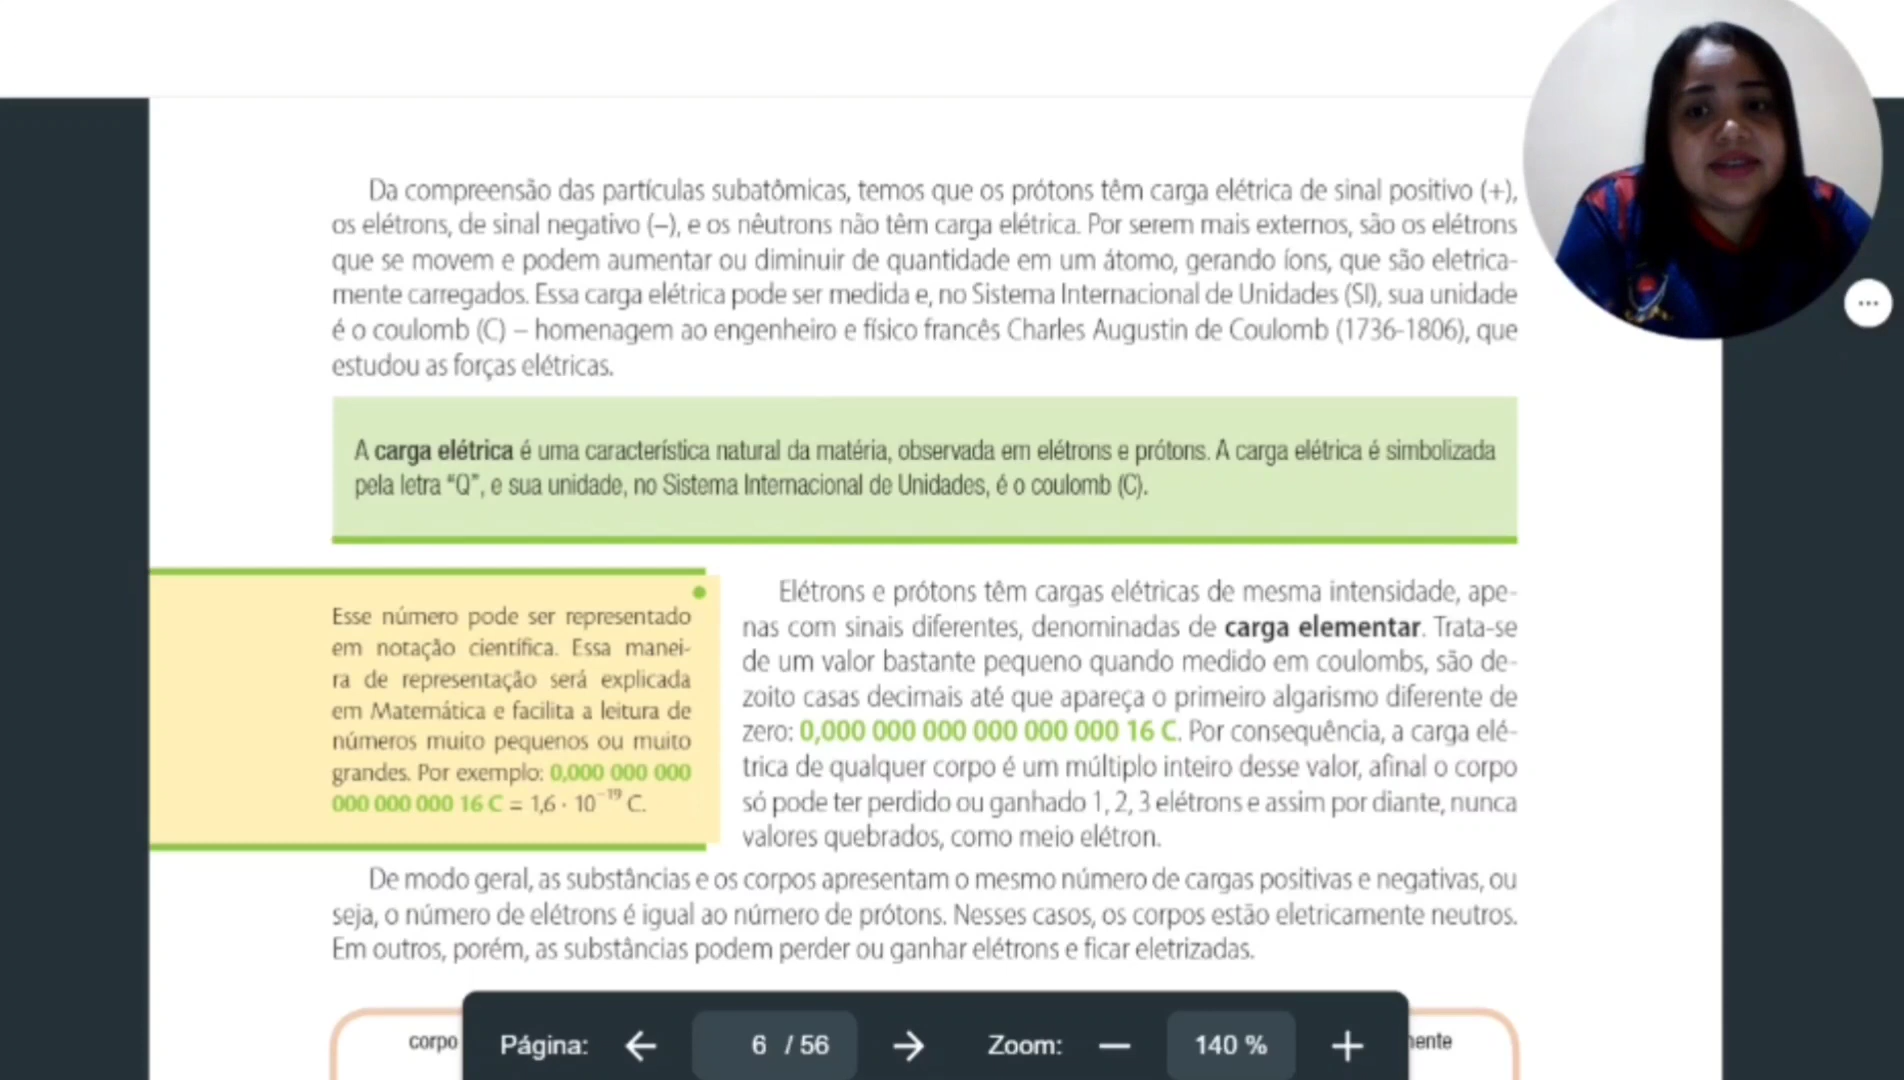 Da compreensão das partículas subatômicas, temos que os prótons têm carga elétrica de sinal positivo (+),
os elétrons, de sinal negativo (–), e os nêutrons não têm carga elétrica. Por serem mais externos, são os elétrons
que se movem e podem aumentar ou diminuir de quantidade em um átomo, gerando íons, que são eletrica-
mente carregados. Essa carga elétrica pode ser medida e, no Sistema Internacional de Unidades (SI), sua unidade
é o coulomb (C) – homenagem ao engenheiro e físico francês Charles Augustin de Coulomb (1736-1806), que
estudou as forças elétricas.
A carga elétrica é uma característica natural da matéria, observada em elétrons e prótons. A carga elétrica é simbolizada
pela letra “Q”, e sua unidade, no Sistema Internacional de Unidades, é o coulomb (C).
Esse número pode ser representado
em notação científica. Essa manei-
ra de representação será explicada
em Matemática e facilita a leitura de
números muito pequenos ou muito
grandes. Por exemplo: 0,000 000 000
000 000 000 16 C = 1,6 · 10⁻¹⁹ C.
Elétrons e prótons têm cargas elétricas de mesma intensidade, ape-
nas com sinais diferentes, denominadas de carga elementar. Trata-se
de um valor bastante pequeno quando medido em coulombs, são de-
zoito casas decimais até que apareça o primeiro algarismo diferente de
zero: 0,000 000 000 000 000 000 16 C. Por consequência, a carga elé-
trica de qualquer corpo é um múltiplo inteiro desse valor, afinal o corpo
só pode ter perdido ou ganhado 1, 2, 3 elétrons e assim por diante, nunca
valores quebrados, como meio elétron.
De modo geral, as substâncias e os corpos apresentam o mesmo número de cargas positivas e negativas, ou
seja, o número de elétrons é igual ao número de prótons. Nesses casos, os corpos estão eletricamente neutros.
Em outros, porém, as substâncias podem perder ou ganhar elétrons e ficar eletrizadas.
corpo
Página: 6 / 56 Zoom: 140 %